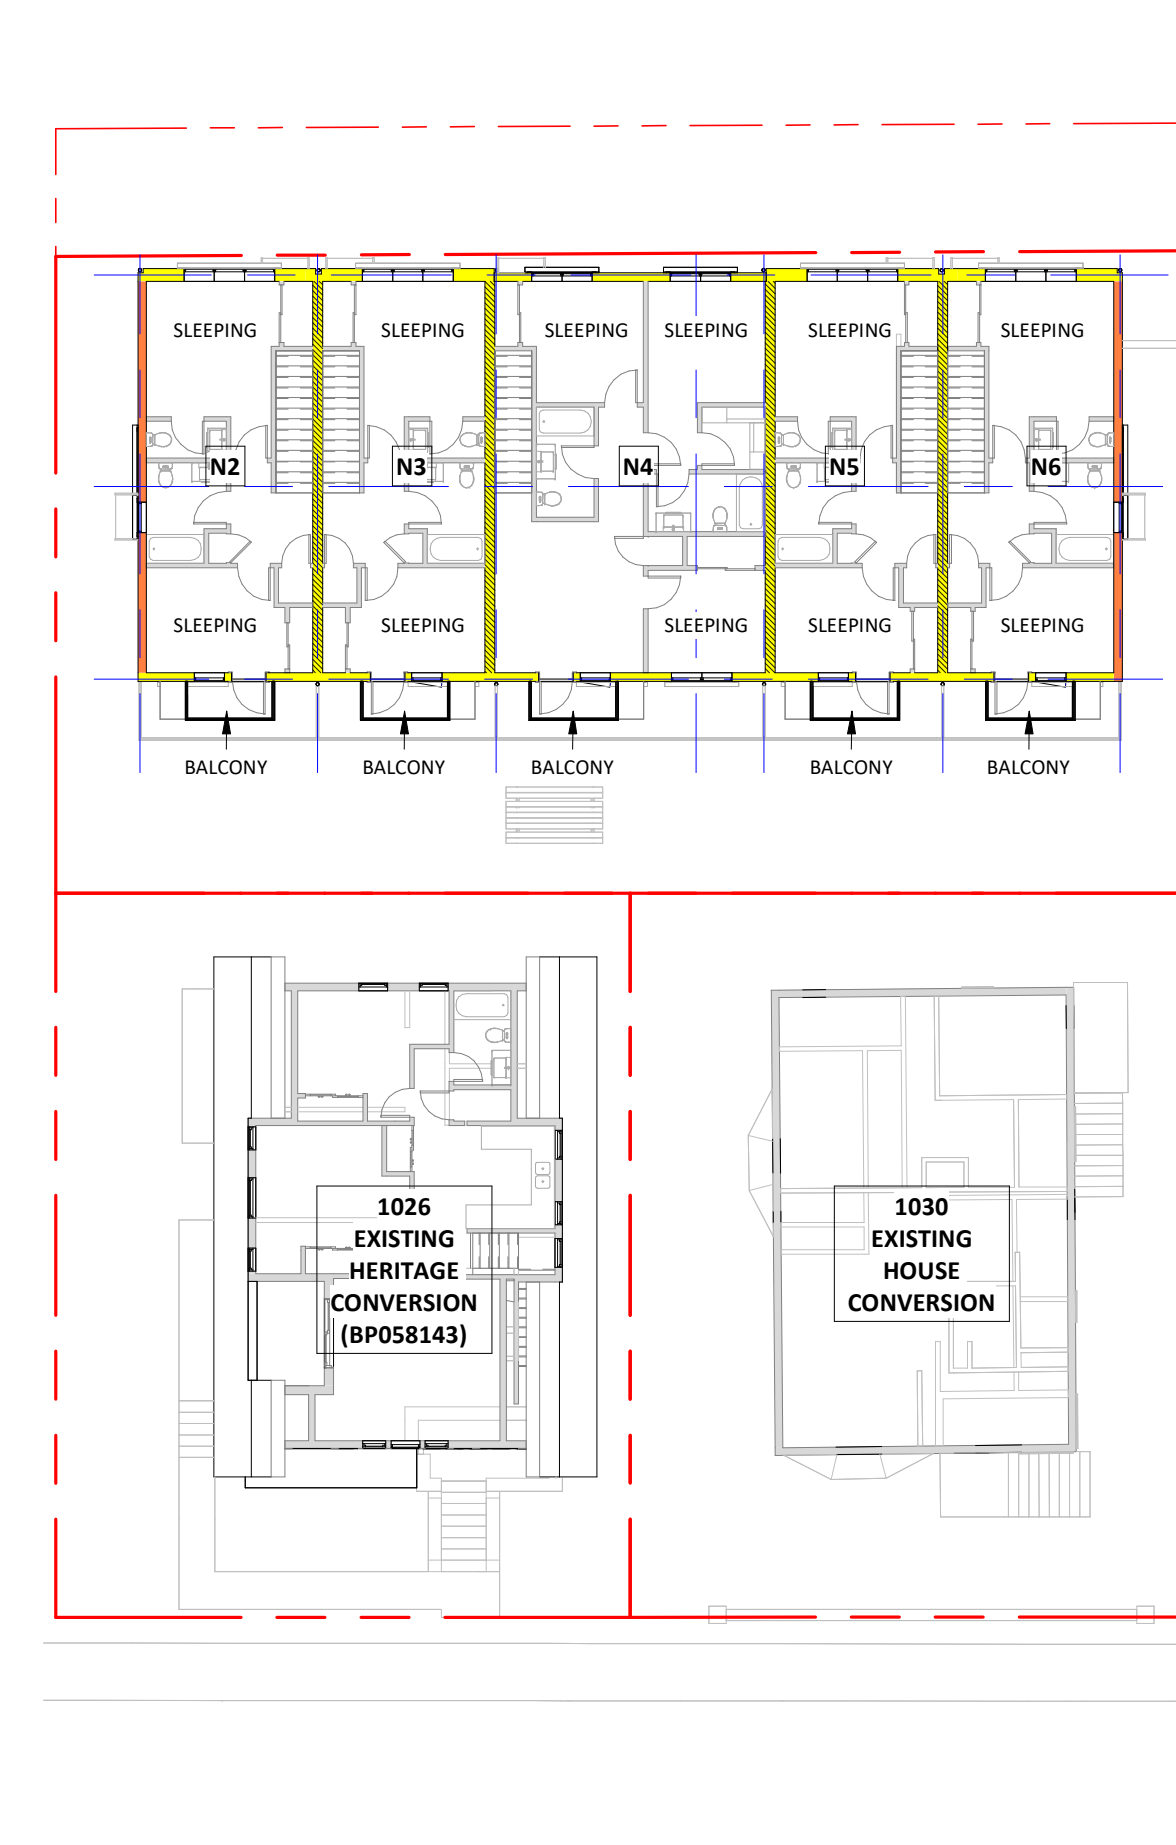 SLEEPING SLEEPING SLEEPING SLEEPING SLEEPING SLEEPING
N2 N3 N4 N5 N6
SLEEPING SLEEPING SLEEPING SLEEPING SLEEPING
BALCONY BALCONY BALCONY BALCONY BALCONY
1026
EXISTING
HERITAGE
CONVERSION
(BP058143)
1030
EXISTING
HOUSE
CONVERSION